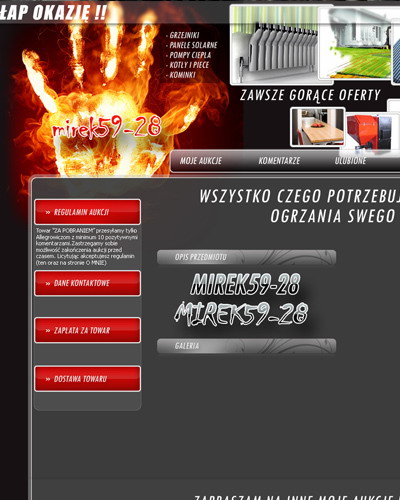 ŁAP OKAZJĘ !!
- GRZEJNIKI
- PANELE SOLARNE
- POMPY CIEPŁA
- KOTŁY I PIECE
- KOMINKI
ZAWSZE GORĄCE OFERTY
mirek59-28
MOJE AUKCJE KOMENTARZE ULUBIONE
WSZYSTKO CZEGO POTRZEBUJ
OGRZANIA SWEGO
» REGULAMIN AUKCJI
Towar "ZA POBRANIEM" przesyłamy tylko
Allegrowiczom z minimum 10 pozytywnymi
komentarzami.Zastrzegamy sobie
możliwość zakończenia aukcji przed
czasem. Licytując akceptujesz regulamin
(ten oraz na stronie O MNIE)
» DANE KONTAKTOWE
» ZAPŁATA ZA TOWAR
» DOSTAWA TOWARU
OPIS PRZEDMIOTU
MIREK59-28
MIREK59-28
GALERIA
ZAPRASZAM NA INNE MOJE AUKCJE